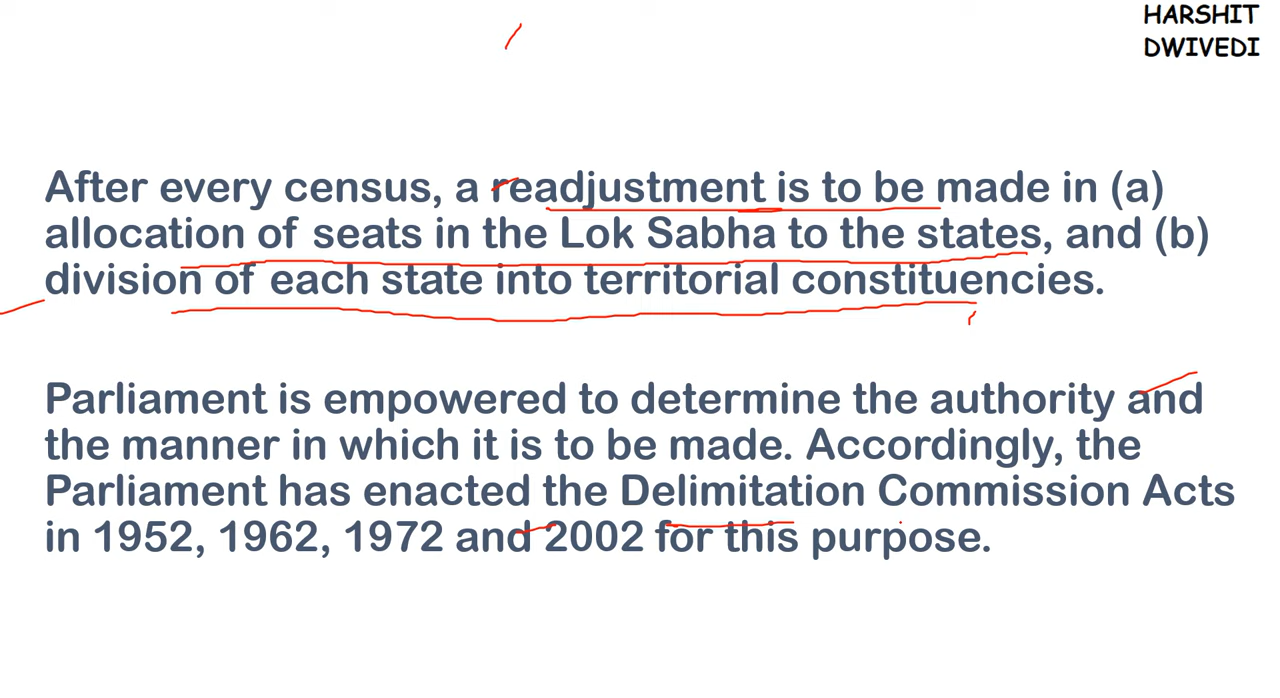 HARSHIT
DWIVEDI
After every census, a readjustment is to be made in (a)
allocation of seats in the Lok Sabha to the states, and (b)
division of each state into territorial constituencies.
Parliament is empowered to determine the authority and
the manner in which it is to be made. Accordingly, the
Parliament has enacted the Delimitation Commission Acts
in 1952, 1962, 1972 and 2002 for this purpose.